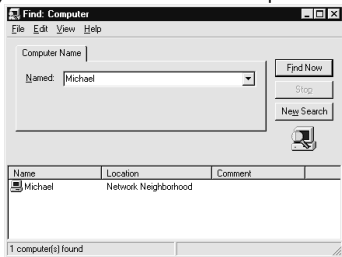 Find: Computer
File Edit View Help
Computer Name
Named: Michael
Find Now
Stop
New Search
Name Location Comment
Michael Network Neighborhood
1 computer(s) found